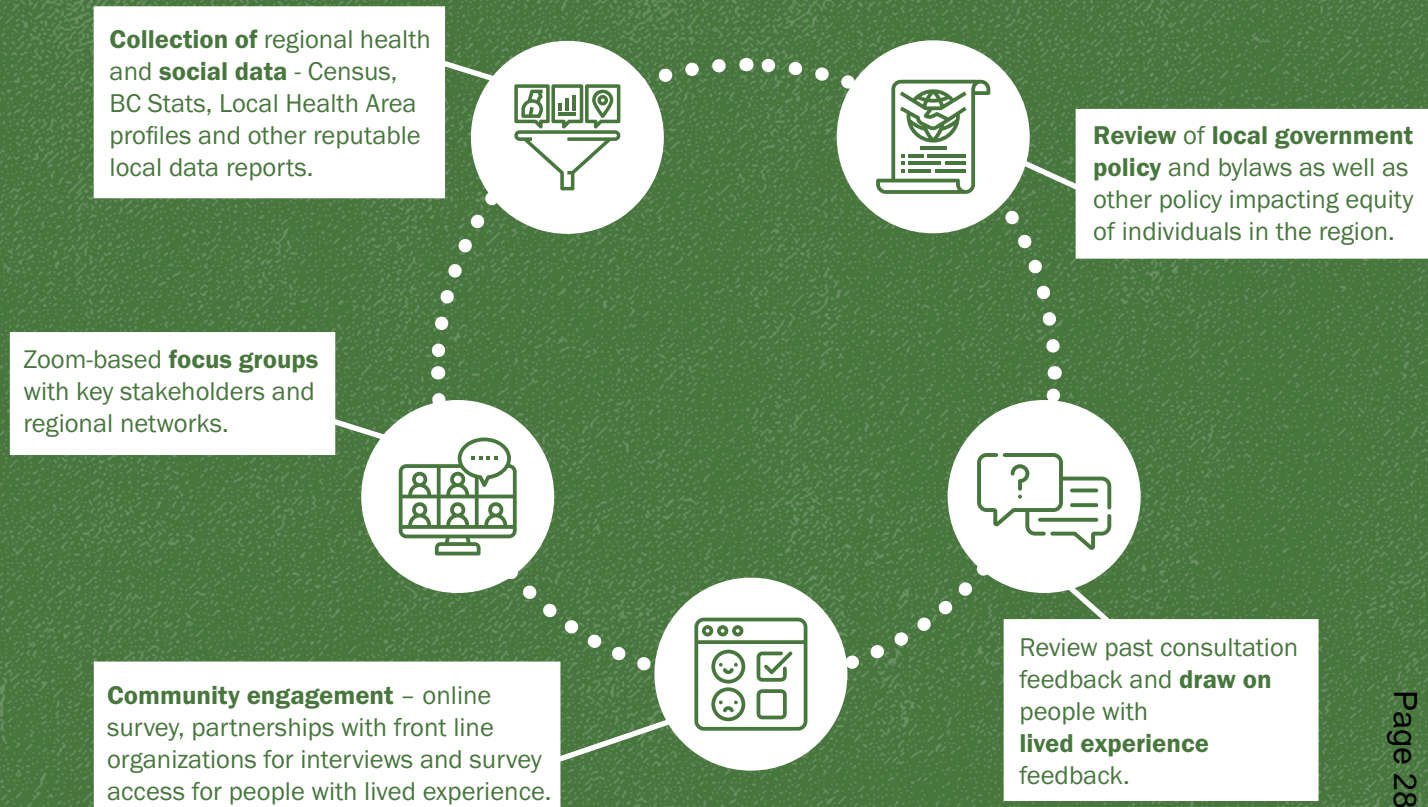 Collection of regional health
and social data - Census,
BC Stats, Local Health Area
profiles and other reputable
local data reports.
Review of local government
policy and bylaws as well as
other policy impacting equity
of individuals in the region.
Zoom-based focus groups
with key stakeholders and
regional networks.
?
Review past consultation
feedback and draw on
people with
lived experience
feedback.
Community engagement – online
survey, partnerships with front line
organizations for interviews and survey
access for people with lived experience.
Page 28